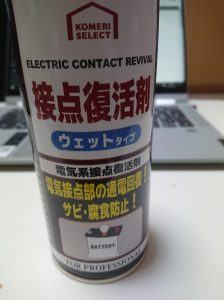 KOMERI
SELECT
ELECTRIC CONTACT REVIVAL
接点復活剤
ウェットタイプ
電気系接点復活剤
電気接点部の通電回復！
サビ・腐食防止！
BATTERY
FOR PROFESSIONAL